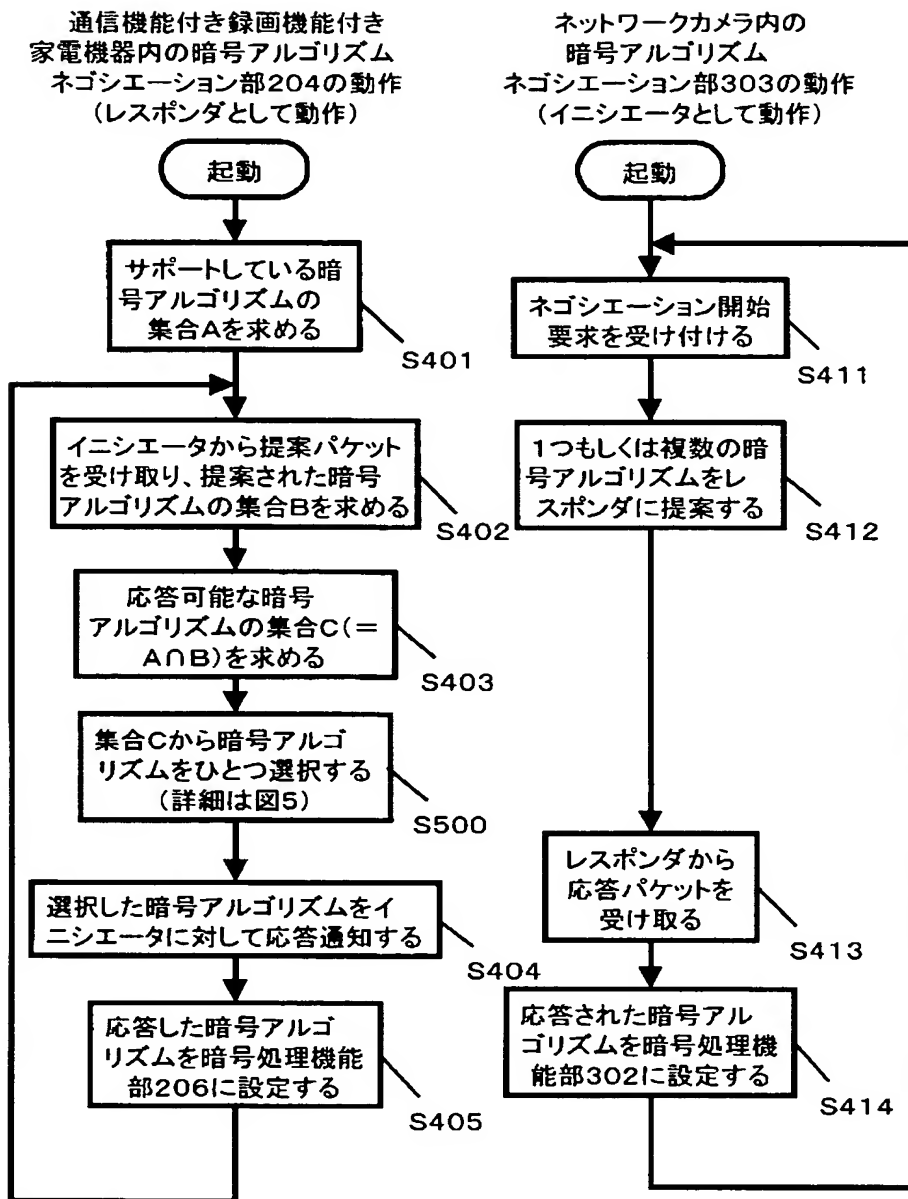 通信機能付き録画機能付き
家電機器内の暗号アルゴリズム
ネゴシエーション部204の動作
(レスポンダとして動作)
起動
サポートしている暗
号アルゴリズムの
集合Aを求める
S401
イニシエータから提案パケット
を受け取り、提案された暗号
アルゴリズムの集合Bを求める
S402
応答可能な暗号
アルゴリズムの集合C(=
A∩B)を求める
S403
集合Cから暗号アルゴ
リズムをひとつ選択する
(詳細は図5)
S500
選択した暗号アルゴリズムをイ
ニシエータに対して応答通知する
S404
応答した暗号アルゴ
リズムを暗号処理機能
部206に設定する
S405
ネットワークカメラ内の
暗号アルゴリズム
ネゴシエーション部303の動作
(イニシエータとして動作)
起動
ネゴシエーション開始
要求を受け付ける
S411
1つもしくは複数の暗
号アルゴリズムをレ
スポンダに提案する
S412
レスポンダから
応答パケットを
受け取る
S413
応答された暗号アル
ゴリズムを暗号処理機
能部302に設定する
S414